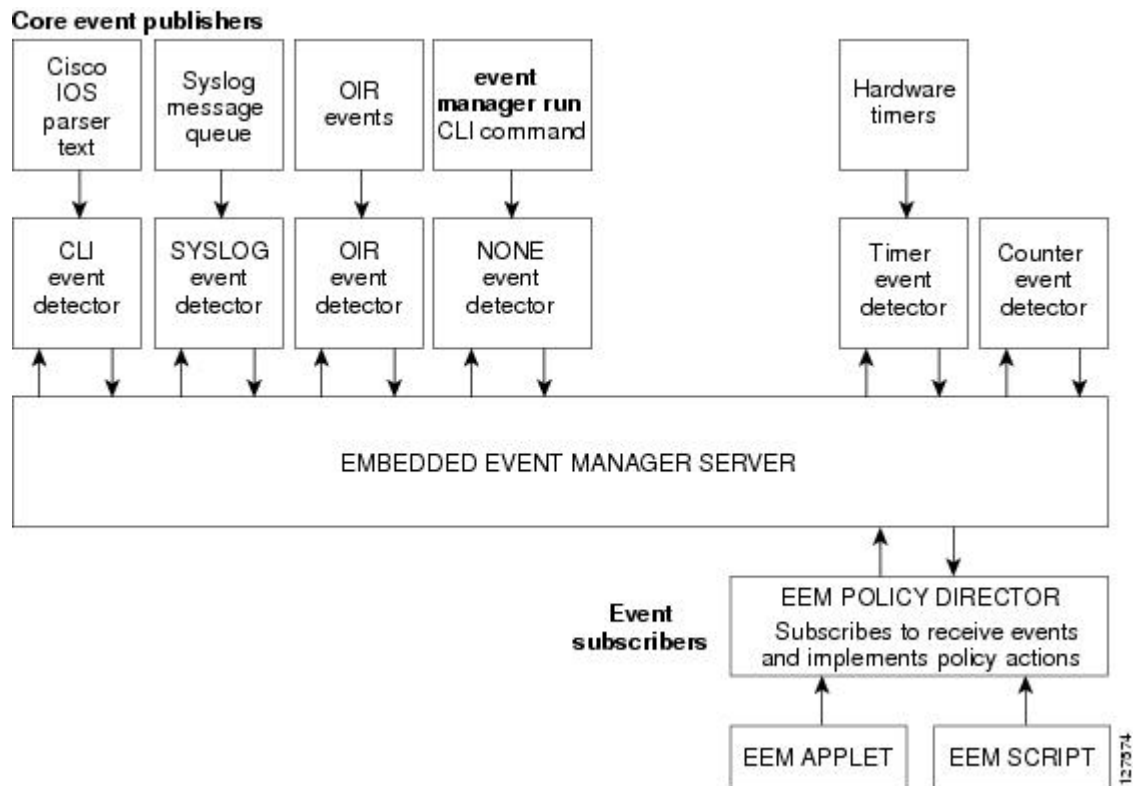 Core event publishers
Cisco
IOS
parser
text
Syslog
message
queue
OIR
events
event
manager run
CLI command
Hardware
timers
CLI
event
detector
SYSLOG
event
detector
OIR
event
detector
NONE
event
detector
Timer
event
detector
Counter
event
detector
EMBEDDED EVENT MANAGER SERVER
Event
subscribers
EEM POLICY DIRECTOR
Subscribes to receive events
and implements policy actions
EEM APPLET
EEM SCRIPT
127574